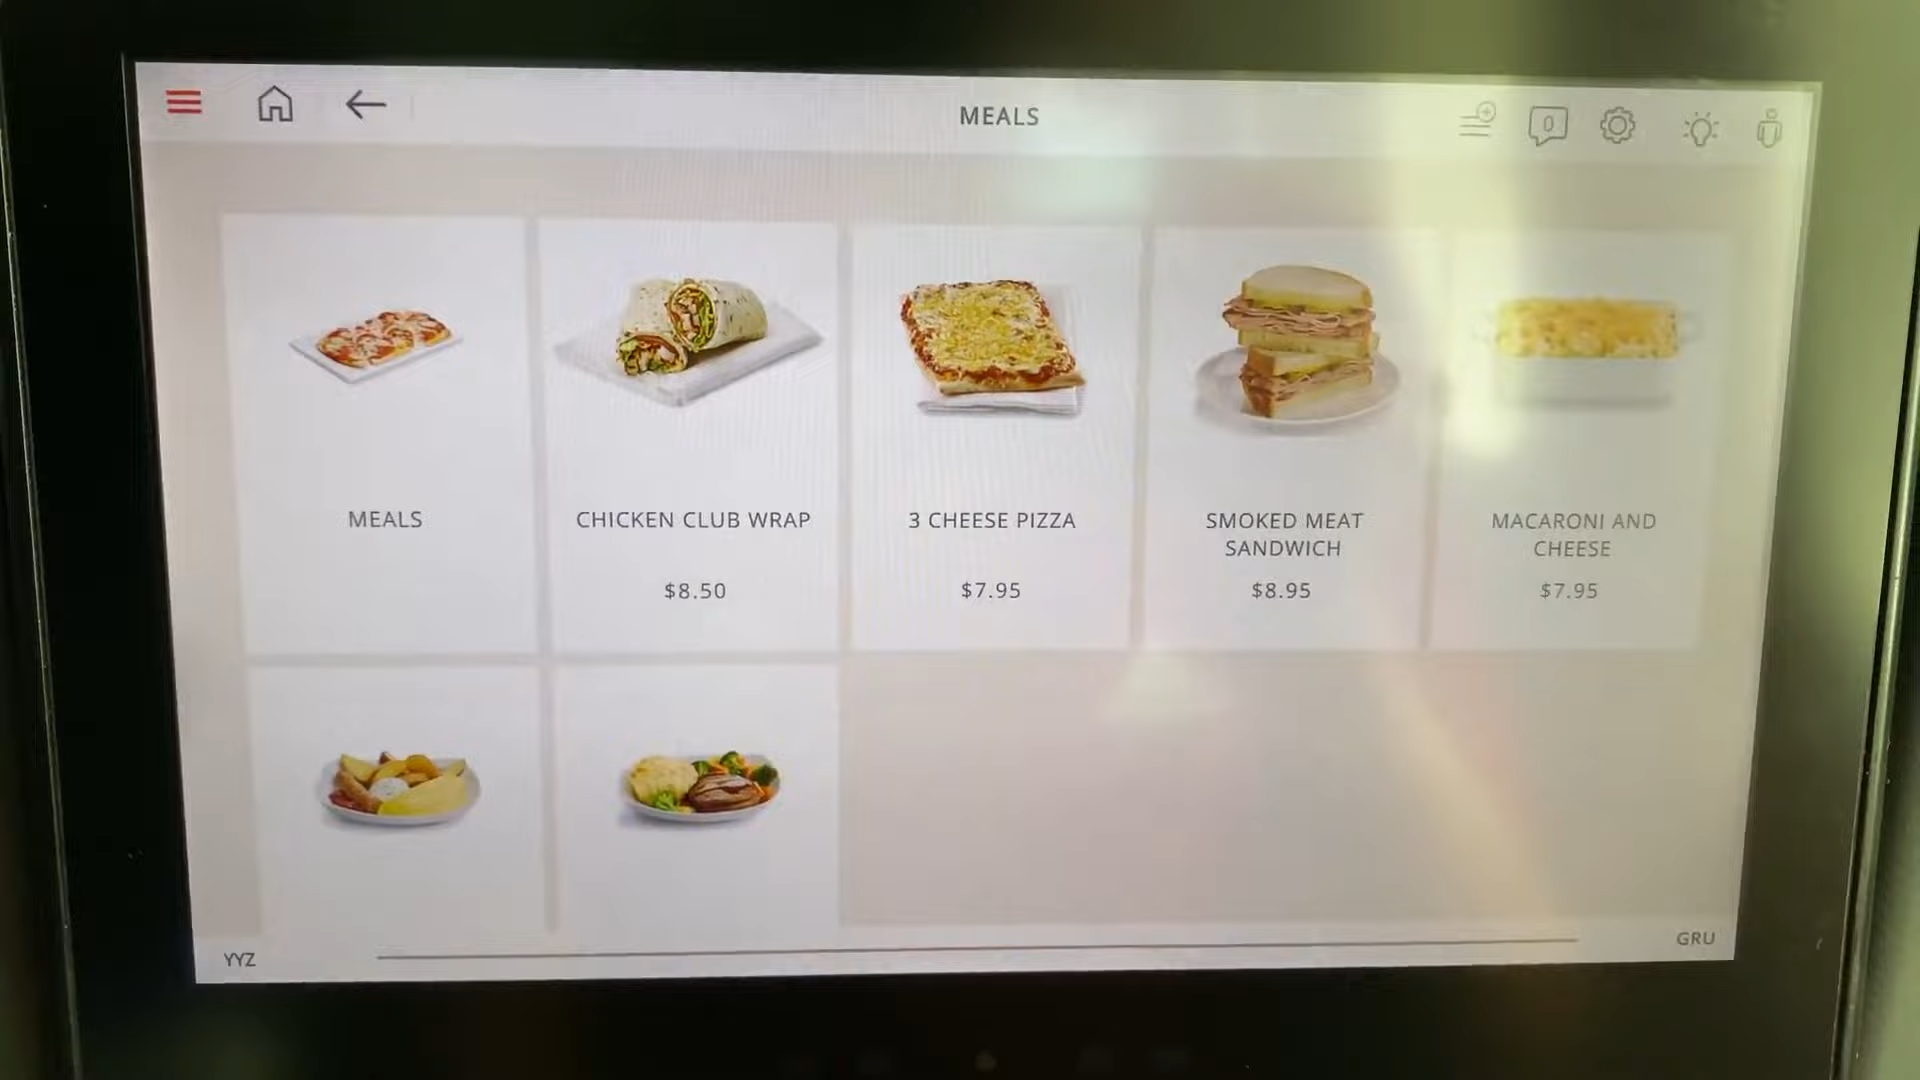 MEALS
0
MEALS
CHICKEN CLUB WRAP
$8.50
3 CHEESE PIZZA
$7.95
SMOKED MEAT
SANDWICH
$8.95
MACARONI AND
CHEESE
$7.95
YYZ
GRU